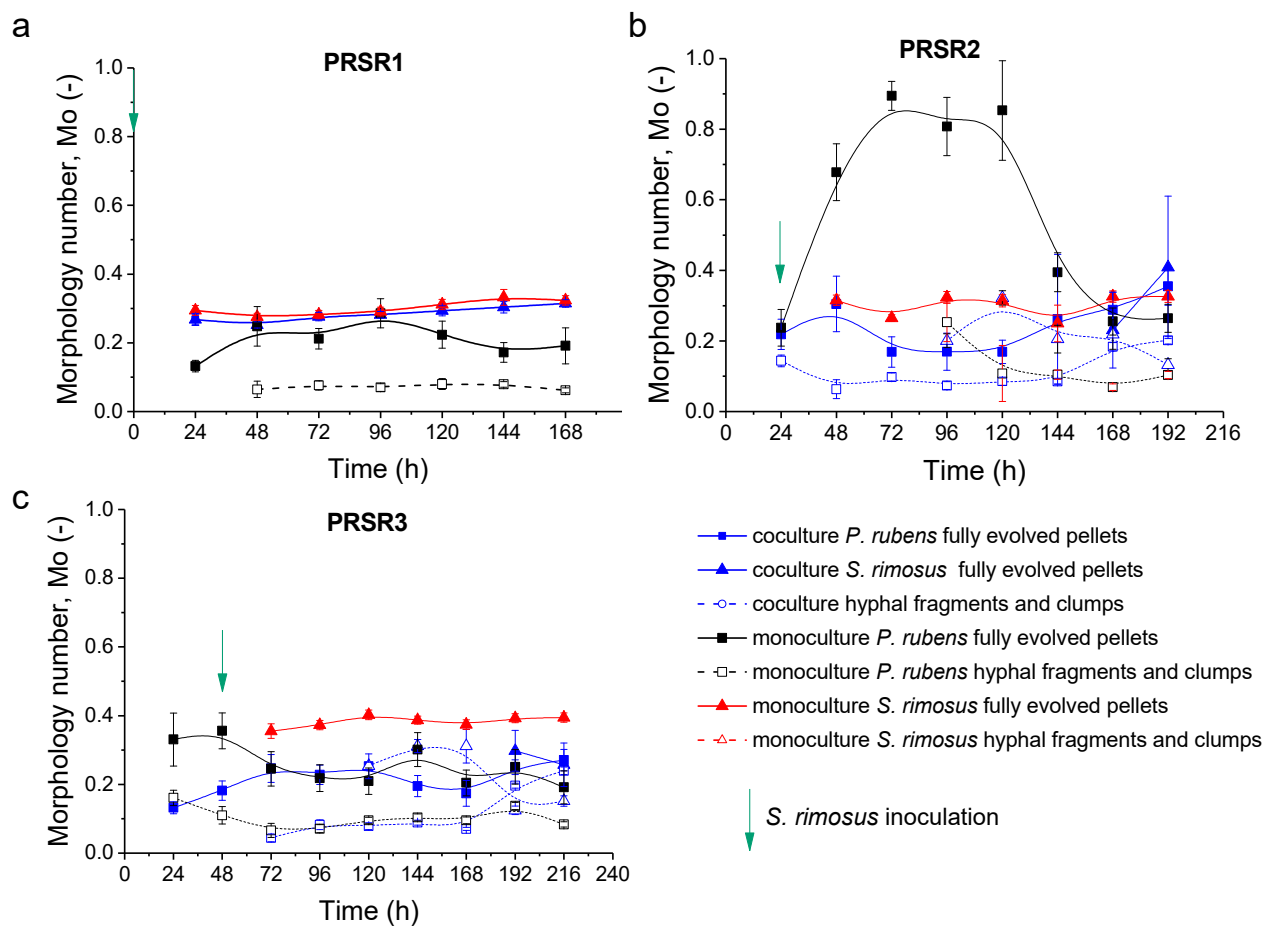 a
PRSR1
Morphology number, Mo (-)
1.0
0.8
0.6
0.4
0.2
0.0
24 48 72 96 120 144 168
Time (h)
b
PRSR2
Morphology number, Mo (-)
1.0
0.8
0.6
0.4
0.2
0.0
0 24 48 72 96 120 144 168 192 216
Time (h)
c
PRSR3
Morphology number, Mo (-)
1.0
0.8
0.6
0.4
0.2
0.0
0 24 48 72 96 120 144 168 192 216 240
Time (h)
coculture P. rubens fully evolved pellets
coculture S. rimosus fully evolved pellets
coculture hyphal fragments and clumps
monoculture P. rubens fully evolved pellets
monoculture P. rubens hyphal fragments and clumps
monoculture S. rimosus fully evolved pellets
monoculture S. rimosus hyphal fragments and clumps
S. rimosus inoculation